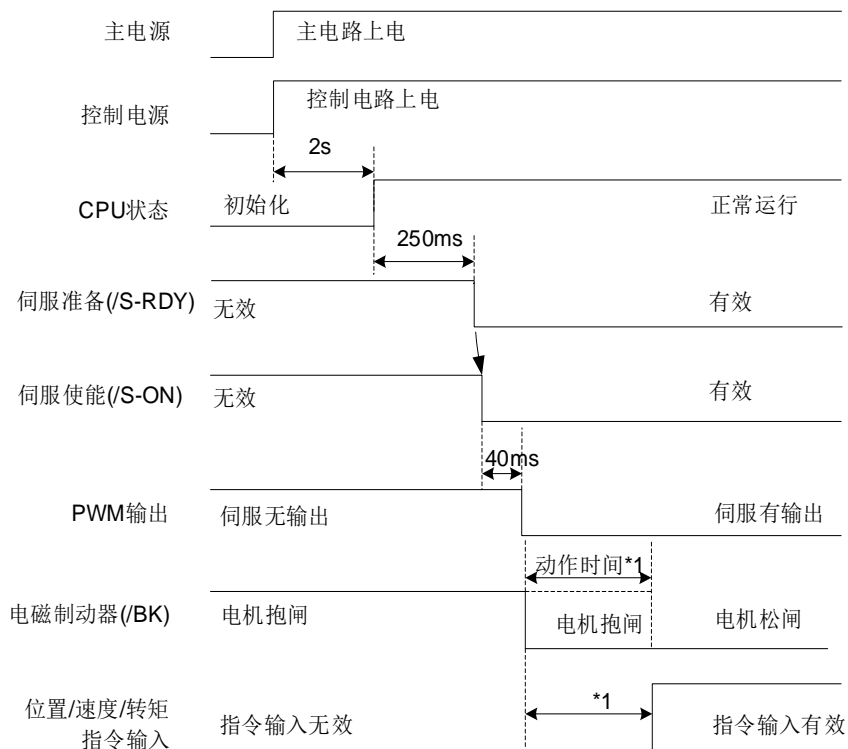 主电源
主电路上电
控制电源
控制电路上电
2s
CPU状态
初始化
正常运行
250ms
伺服准备(/S-RDY)
无效
有效
伺服使能(/S-ON)
无效
有效
40ms
PWM输出
伺服无输出
伺服有输出
动作时间*1
电磁制动器(/BK)
电机抱闸
电机抱闸
电机松闸
位置/速度/转矩
指令输入
指令输入无效
*1
指令输入有效